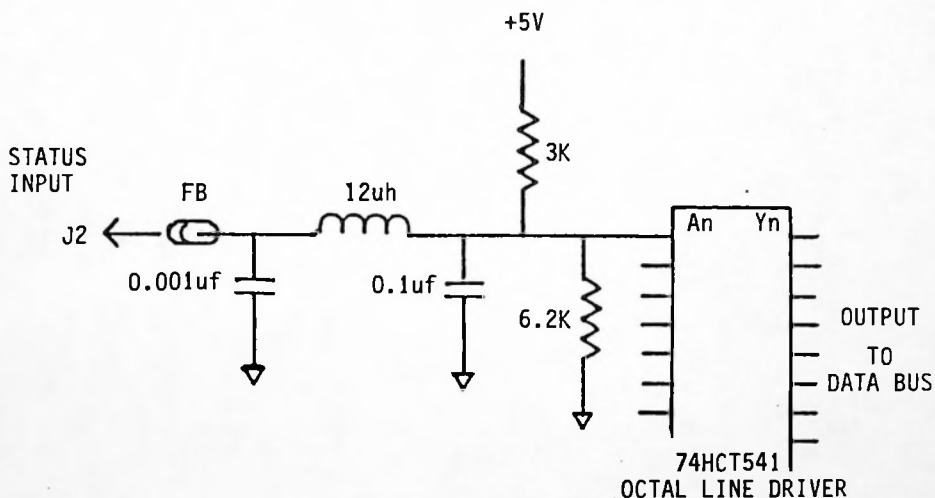 +5V
3K
STATUS
INPUT
FB
12uh
J2
An Yn
0.001uf
0.1uf
6.2K
OUTPUT
TO
DATA BUS
74HCT541
OCTAL LINE DRIVER